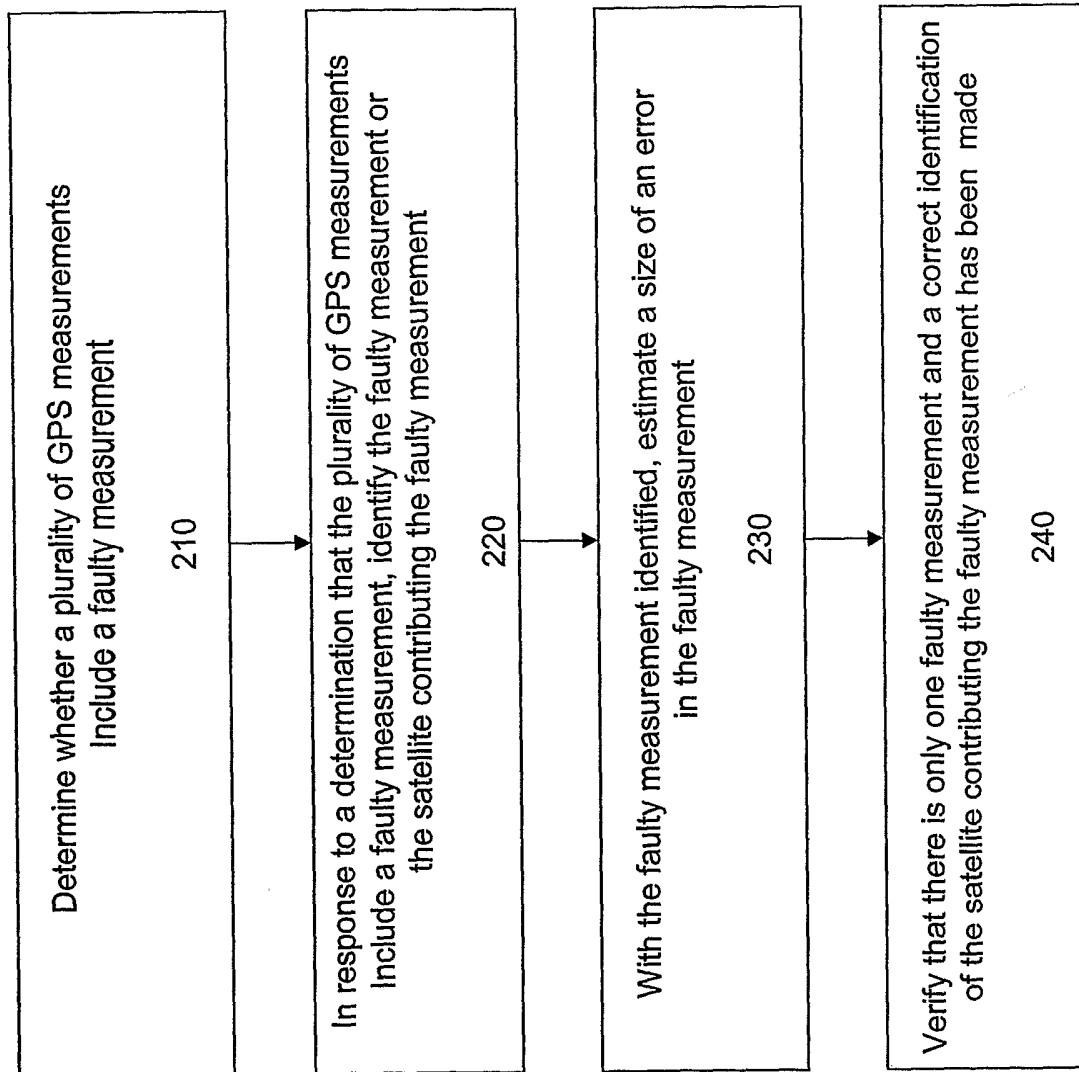 Determine whether a plurality of GPS measurements
Include a faulty measurement
210
In response to a determination that the plurality of GPS measurements
Include a faulty measurement, identify the faulty measurement or
the satellite contributing the faulty measurement
220
With the faulty measurement identified, estimate a size of an error
in the faulty measurement
230
Verify that there is only one faulty measurement and a correct identification
of the satellite contributing the faulty measurement has been made
240